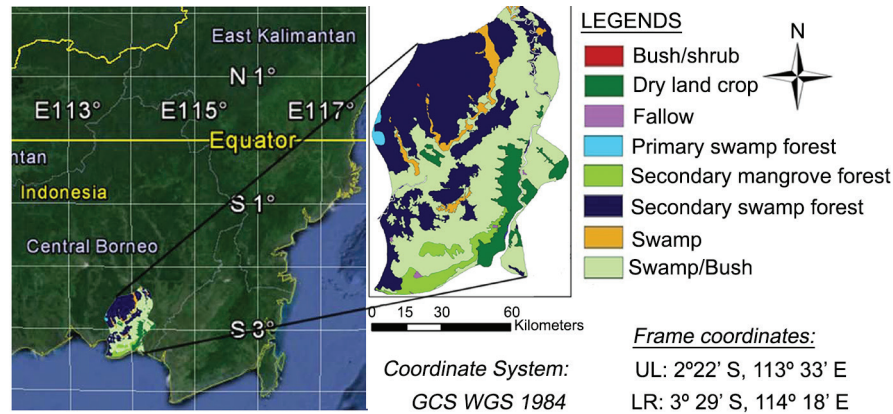 East Kalimantan
N 1°
E113°
E115°
E117°
Equator
ntan
Indonesia
S 1°
Central Borneo
S 3°
0 15 30 60
Kilometers
Coordinate System:
GCS WGS 1984
LEGENDS
Bush/shrub
Dry land crop
Fallow
Primary swamp forest
Secondary mangrove forest
Secondary swamp forest
Swamp
Swamp/Bush
N
Frame coordinates:
UL: 2º22’ S, 113º 33’ E
LR: 3º 29’ S, 114º 18’ E